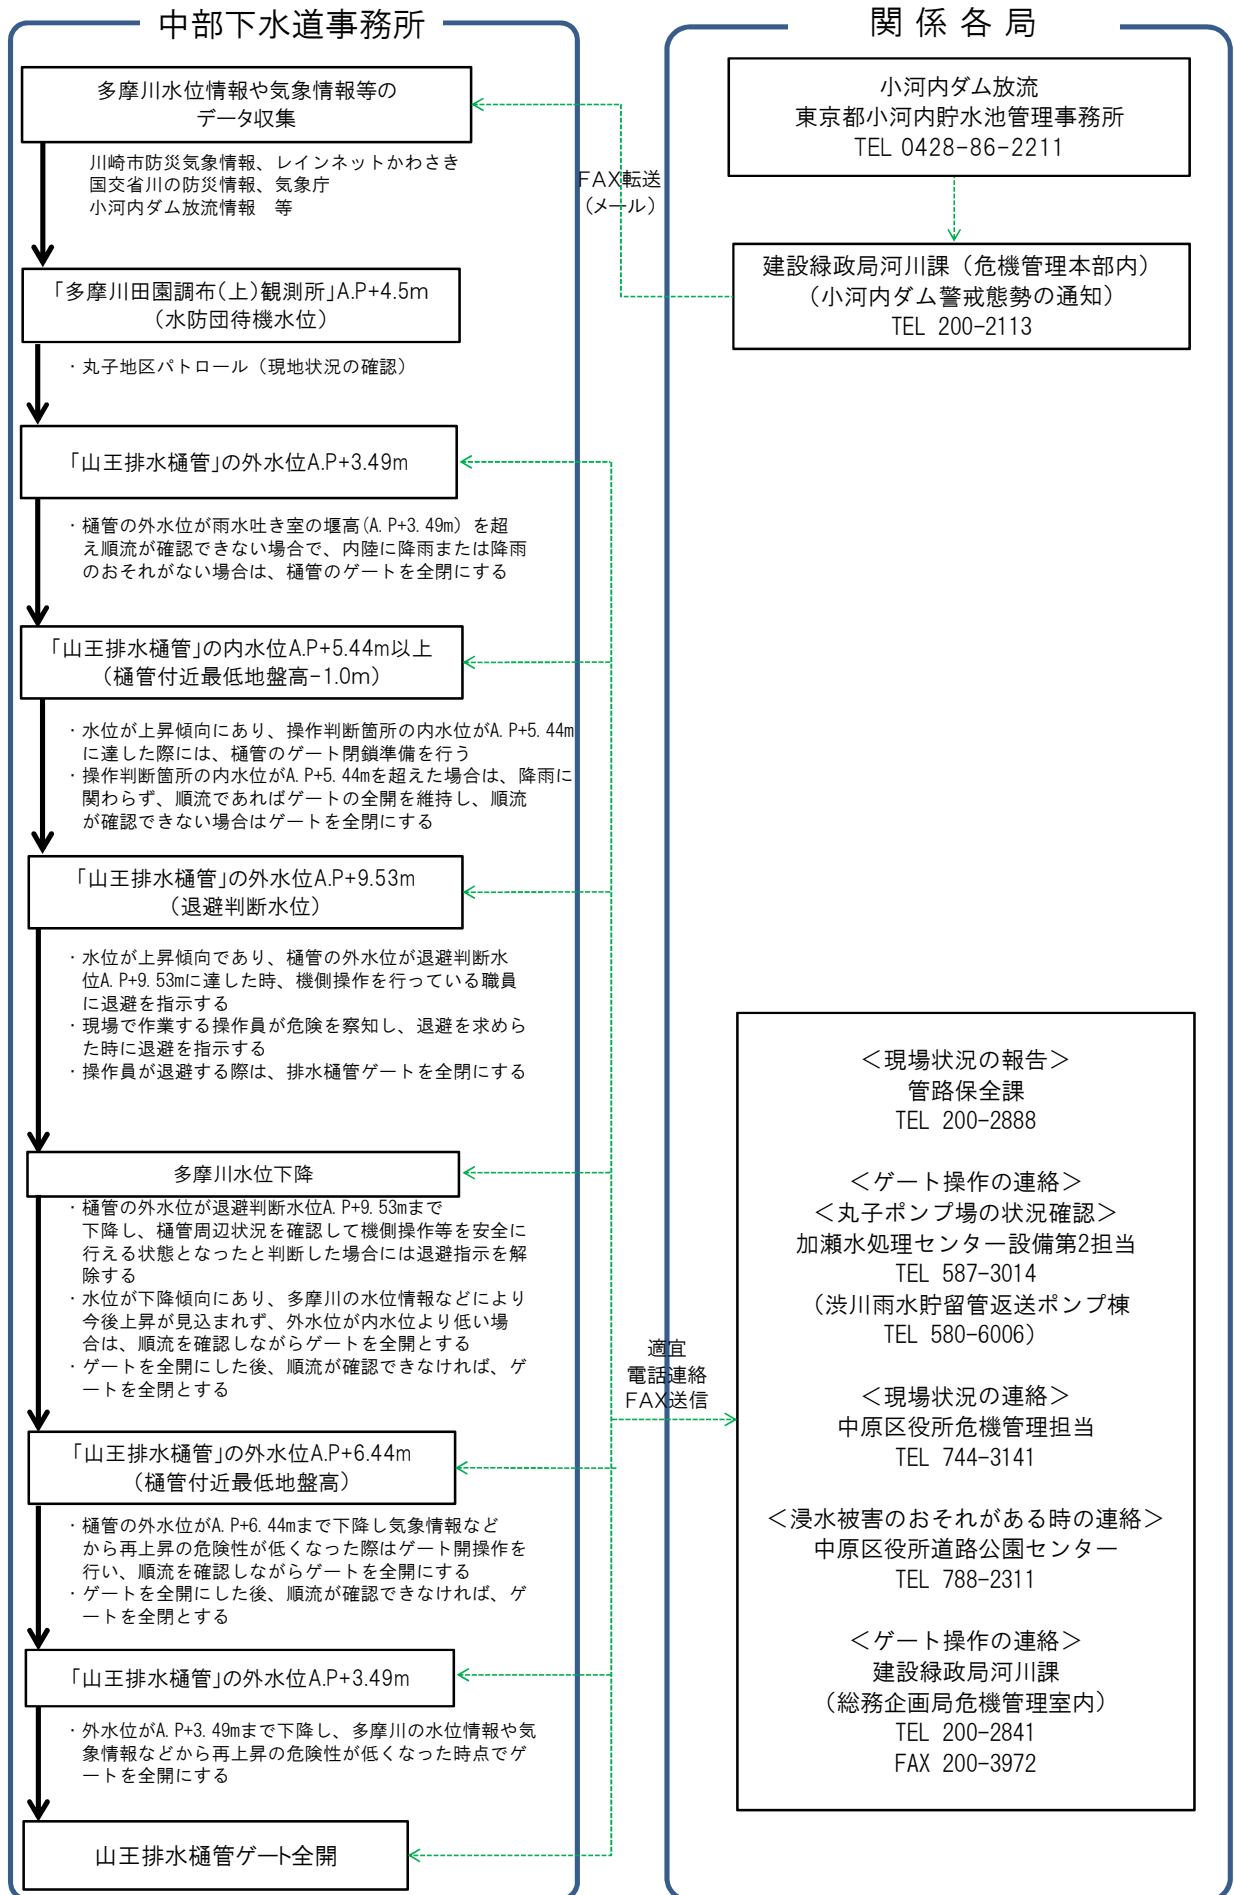 中部下水道事務所
多摩川水位情報や気象情報等の
データ収集
川崎市防災気象情報、レインネットかわさき
国交省川の防災情報、気象庁
小河内ダム放流情報　等
「多摩川田園調布(上)観測所」A.P+4.5m
（水防団待機水位）
・丸子地区パトロール（現地状況の確認）
「山王排水樋管」の外水位A.P+3.49m
・樋管の外水位が雨水吐き室の堰高(A.P+3.49m) を超
え順流が確認できない場合で、内陸に降雨または降雨
のおそれがない場合は、樋管のゲートを全閉にする
「山王排水樋管」の内水位A.P+5.44m以上
（樋管付近最低地盤高-1.0m）
・水位が上昇傾向にあり、操作判断箇所の内水位がA.P+5.44m
に達した際には、樋管のゲート閉鎖準備を行う
・操作判断箇所の内水位がA.P+5.44mを超えた場合は、降雨に
関わらず、順流であればゲートの全開を維持し、順流
が確認できない場合はゲートを全閉にする
「山王排水樋管」の外水位A.P+9.53m
（退避判断水位）
・水位が上昇傾向であり、樋管の外水位が退避判断水
位A.P+9.53mに達した時、機側操作を行っている職員
に退避を指示する
・現場で作業する操作員が危険を察知し、退避を求めら
た時に退避を指示する
・操作員が退避する際は、排水樋管ゲートを全閉にする
多摩川水位下降
・樋管の外水位が退避判断水位A.P+9.53mまで
下降し、樋管周辺状況を確認して機側操作等を安全に
行える状態となったと判断した場合には退避指示を解
除する
・水位が下降傾向にあり、多摩川の水位情報などにより
今後上昇が見込まれず、外水位が内水位より低い場
合は、順流を確認しながらゲートを全開とする
・ゲートを全開にした後、順流が確認できなければ、ゲ
ートを全閉とする
「山王排水樋管」の外水位A.P+6.44m
（樋管付近最低地盤高）
・樋管の外水位がA.P+6.44mまで下降し気象情報など
から再上昇の危険性が低くなった際はゲート開操作を
行い、順流を確認しながらゲートを全開にする
・ゲートを全開にした後、順流が確認できなければ、ゲ
ートを全閉とする
「山王排水樋管」の外水位A.P+3.49m
・外水位がA.P+3.49mまで下降し、多摩川の水位情報や気
象情報などから再上昇の危険性が低くなった時点でゲ
ートを全開にする
山王排水樋管ゲート全開
FAX転送
（メール）
適宜
電話連絡
FAX送信
関係各局
小河内ダム放流
東京都小河内貯水池管理事務所
TEL 0428-86-2211
建設緑政局河川課（危機管理本部内）
（小河内ダム警戒態勢の通知）
TEL 200-2113
＜現場状況の報告＞
管路保全課
TEL 200-2888
＜ゲート操作の連絡＞
＜丸子ポンプ場の状況確認＞
加瀬水処理センター設備第2担当
TEL 587-3014
（渋川雨水貯留管返送ポンプ棟
TEL 580-6006）
＜現場状況の連絡＞
中原区役所危機管理担当
TEL 744-3141
＜浸水被害のおそれがある時の連絡＞
中原区役所道路公園センター
TEL 788-2311
＜ゲート操作の連絡＞
建設緑政局河川課
（総務企画局危機管理室内）
TEL 200-2841
FAX 200-3972